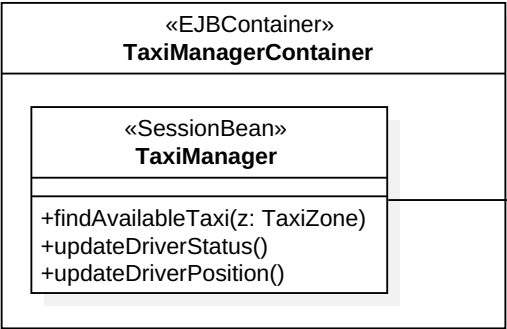 «EJBContainer»
TaxiManagerContainer
«SessionBean»
TaxiManager
+findAvailableTaxi(z: TaxiZone)
+updateDriverStatus()
+updateDriverPosition()